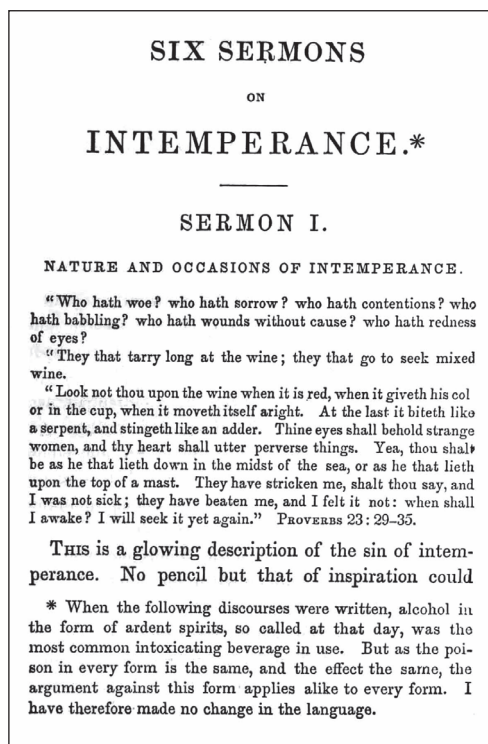 SIX SERMONS
ON
INTEMPERANCE.*
SERMON I.
NATURE AND OCCASIONS OF INTEMPERANCE.
"Who hath woe? who hath sorrow? who hath contentions? who
hath babbling? who hath wounds without cause? who hath redness
of eyes?
"They that tarry long at the wine; they that go to seek mixed
wine.
"Look not thou upon the wine when it is red, when it giveth his col
or in the cup, when it moveth itself aright. At the last it biteth like
a serpent, and stingeth like an adder. Thine eyes shall behold strange
women, and thy heart shall utter perverse things. Yea, thou shalt
be as he that lieth down in the midst of the sea, or as he that lieth
upon the top of a mast. They have stricken me, shalt thou say, and
I was not sick; they have beaten me, and I felt it not: when shall
I awake? I will seek it yet again." PROVERBS 23:29-35.
THIS is a glowing description of the sin of intem-
perance. No pencil but that of inspiration could
* When the following discourses were written, alcohol in
the form of ardent spirits, so called at that day, was the
most common intoxicating beverage in use. But as the poi-
son in every form is the same, and the effect the same, the
argument against this form applies alike to every form. I
have therefore made no change in the language.